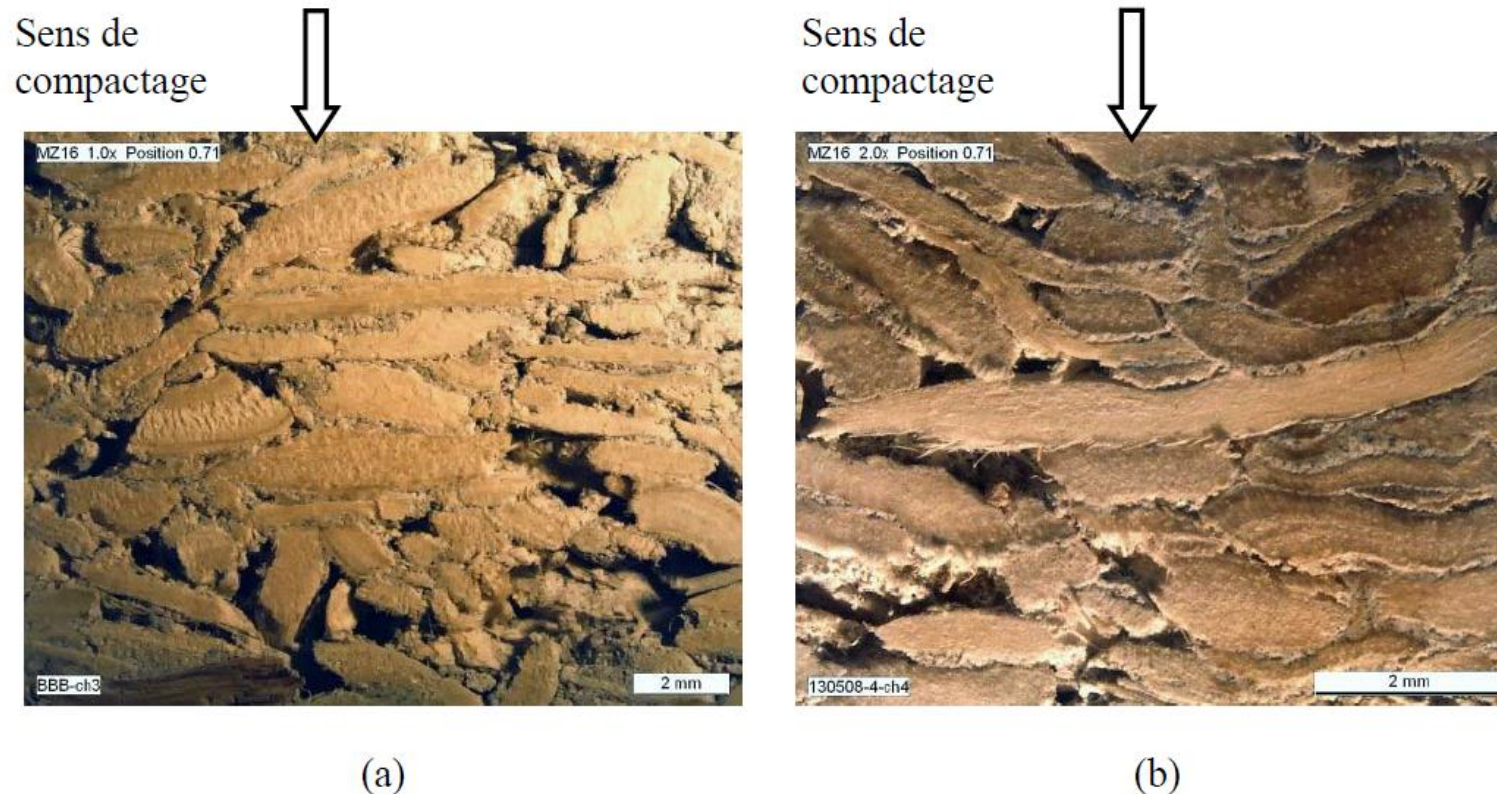 Sens de
compactage
MZ16 1.0x Position 0.71
BBB-ch3
2 mm
(a)
Sens de
compactage
MZ16 2.0x Position 0.71
130508-4-ch4
2 mm
(b)